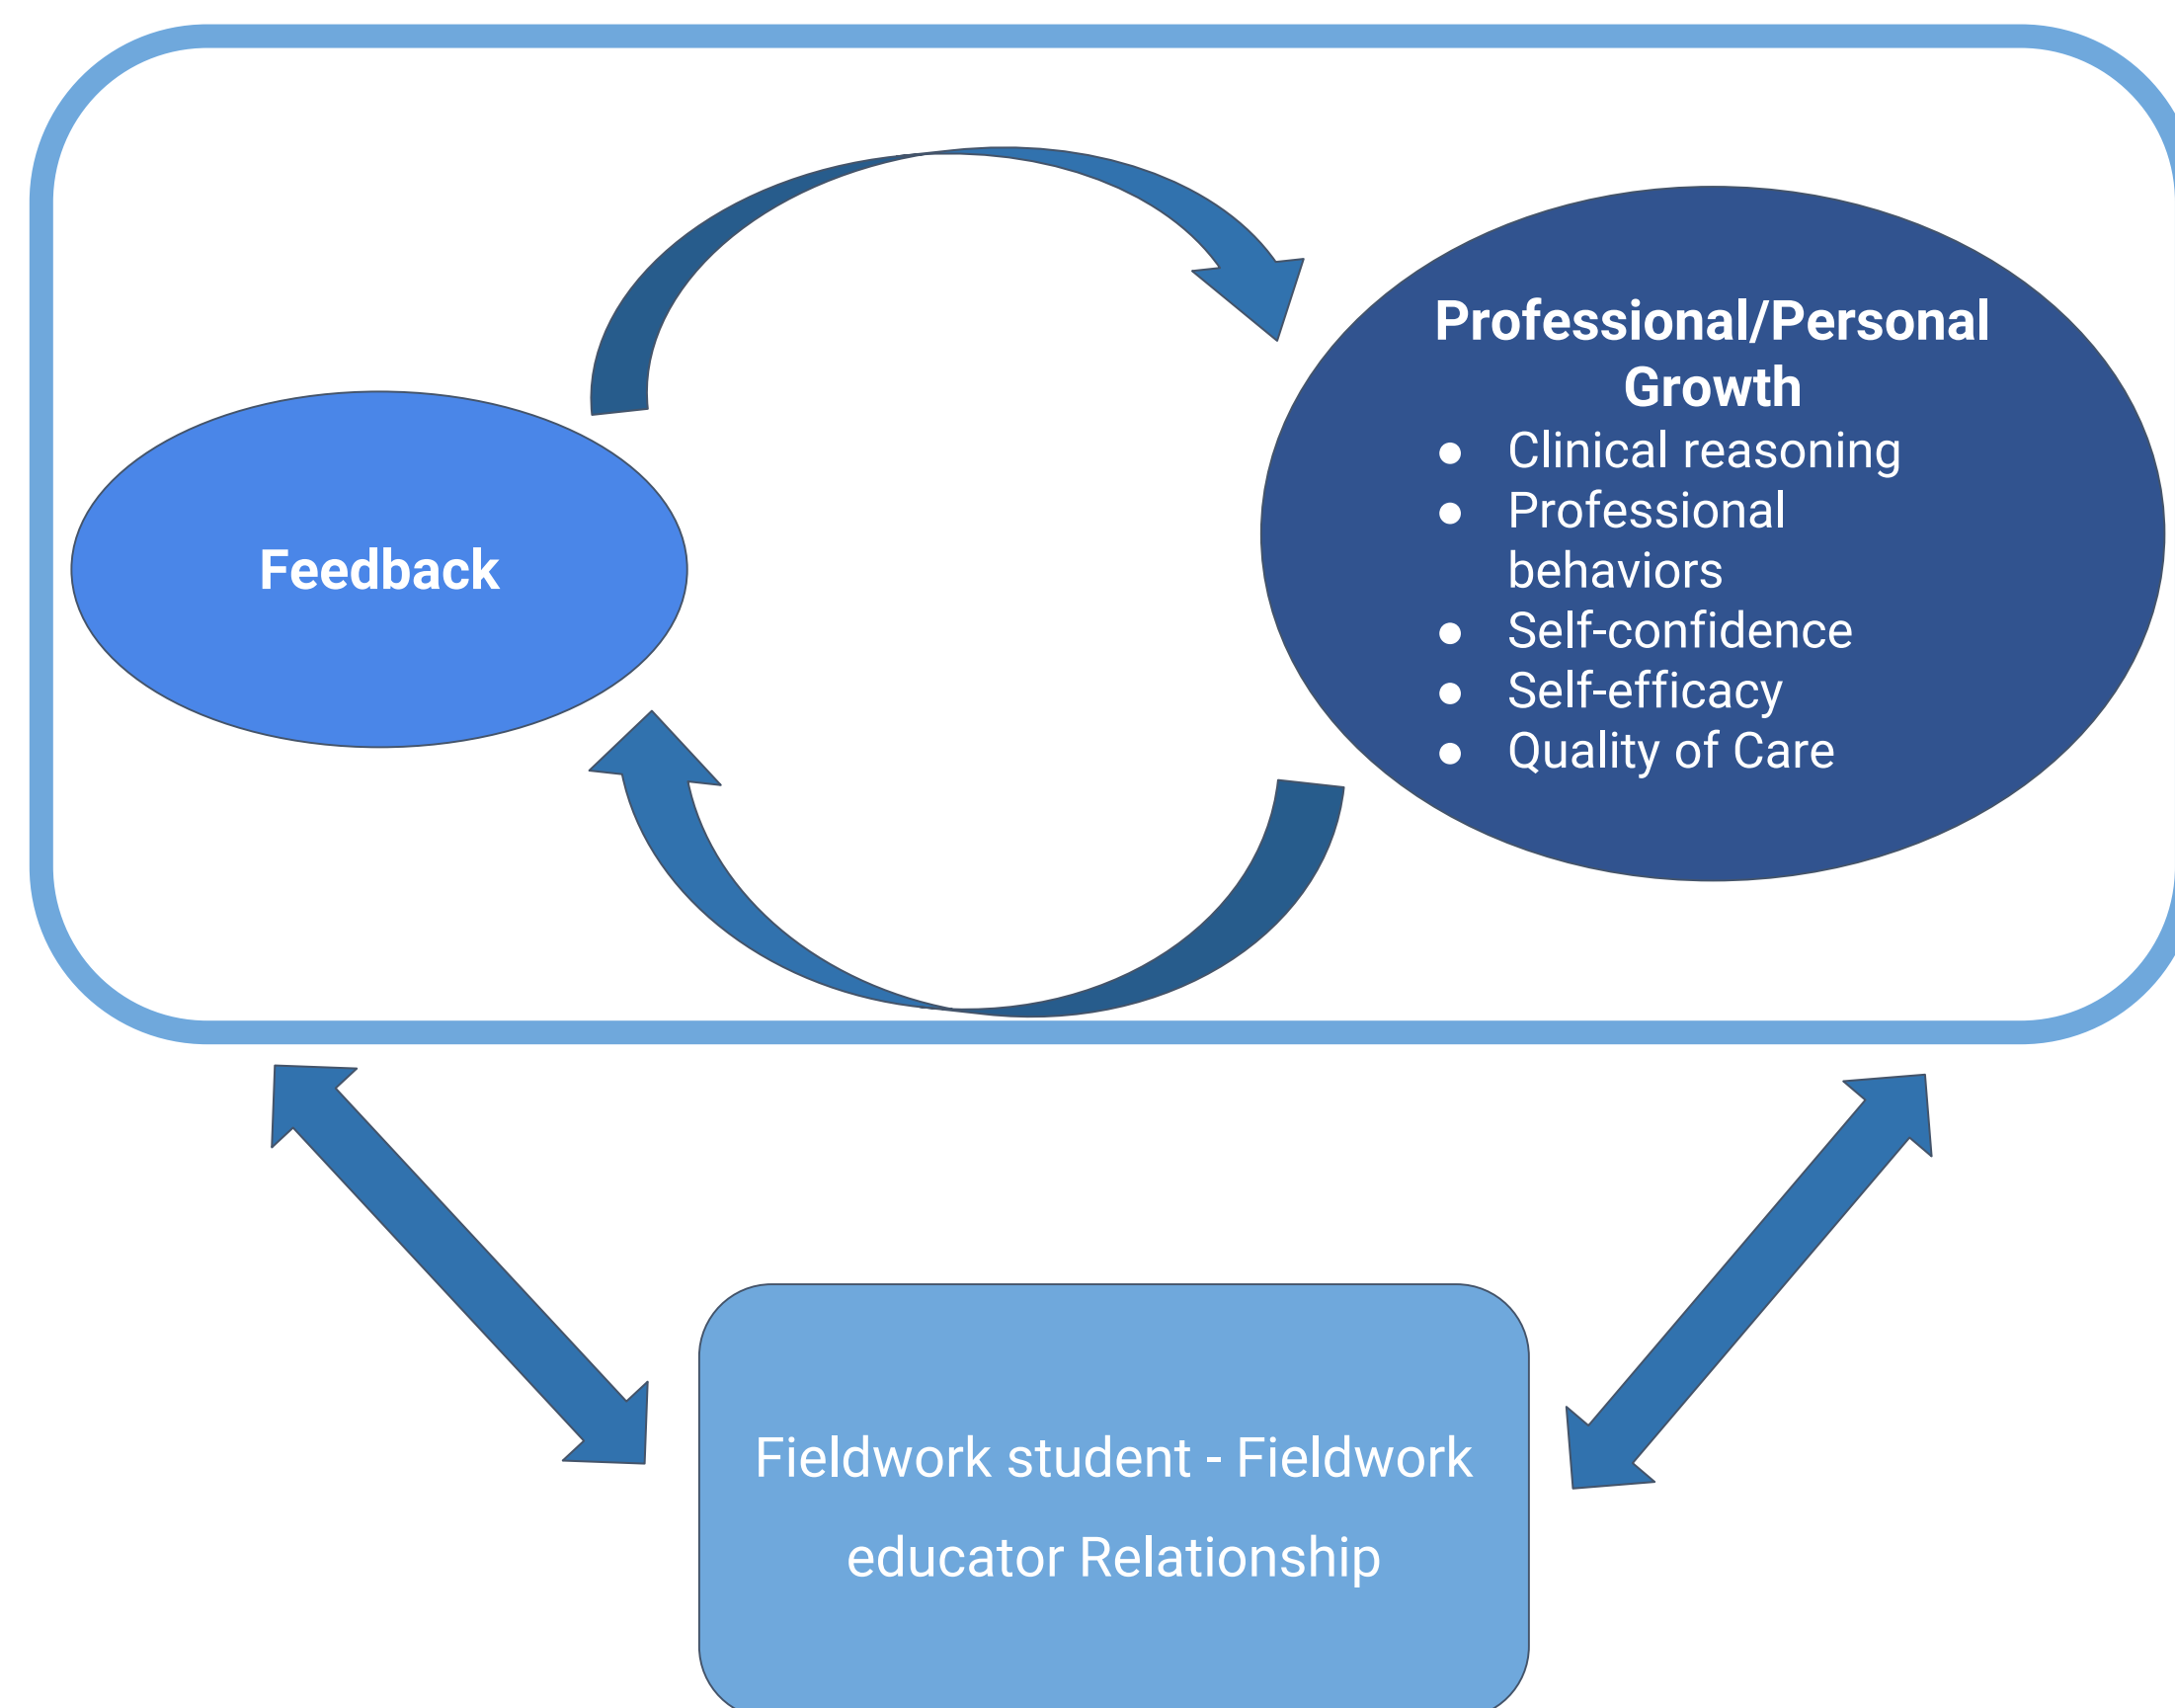 Feedback
Professional/Personal
Growth
● Clinical reasoning
● Professional
behaviors
● Self-confidence
● Self-efficacy
● Quality of Care
Fieldwork student - Fieldwork
educator Relationship